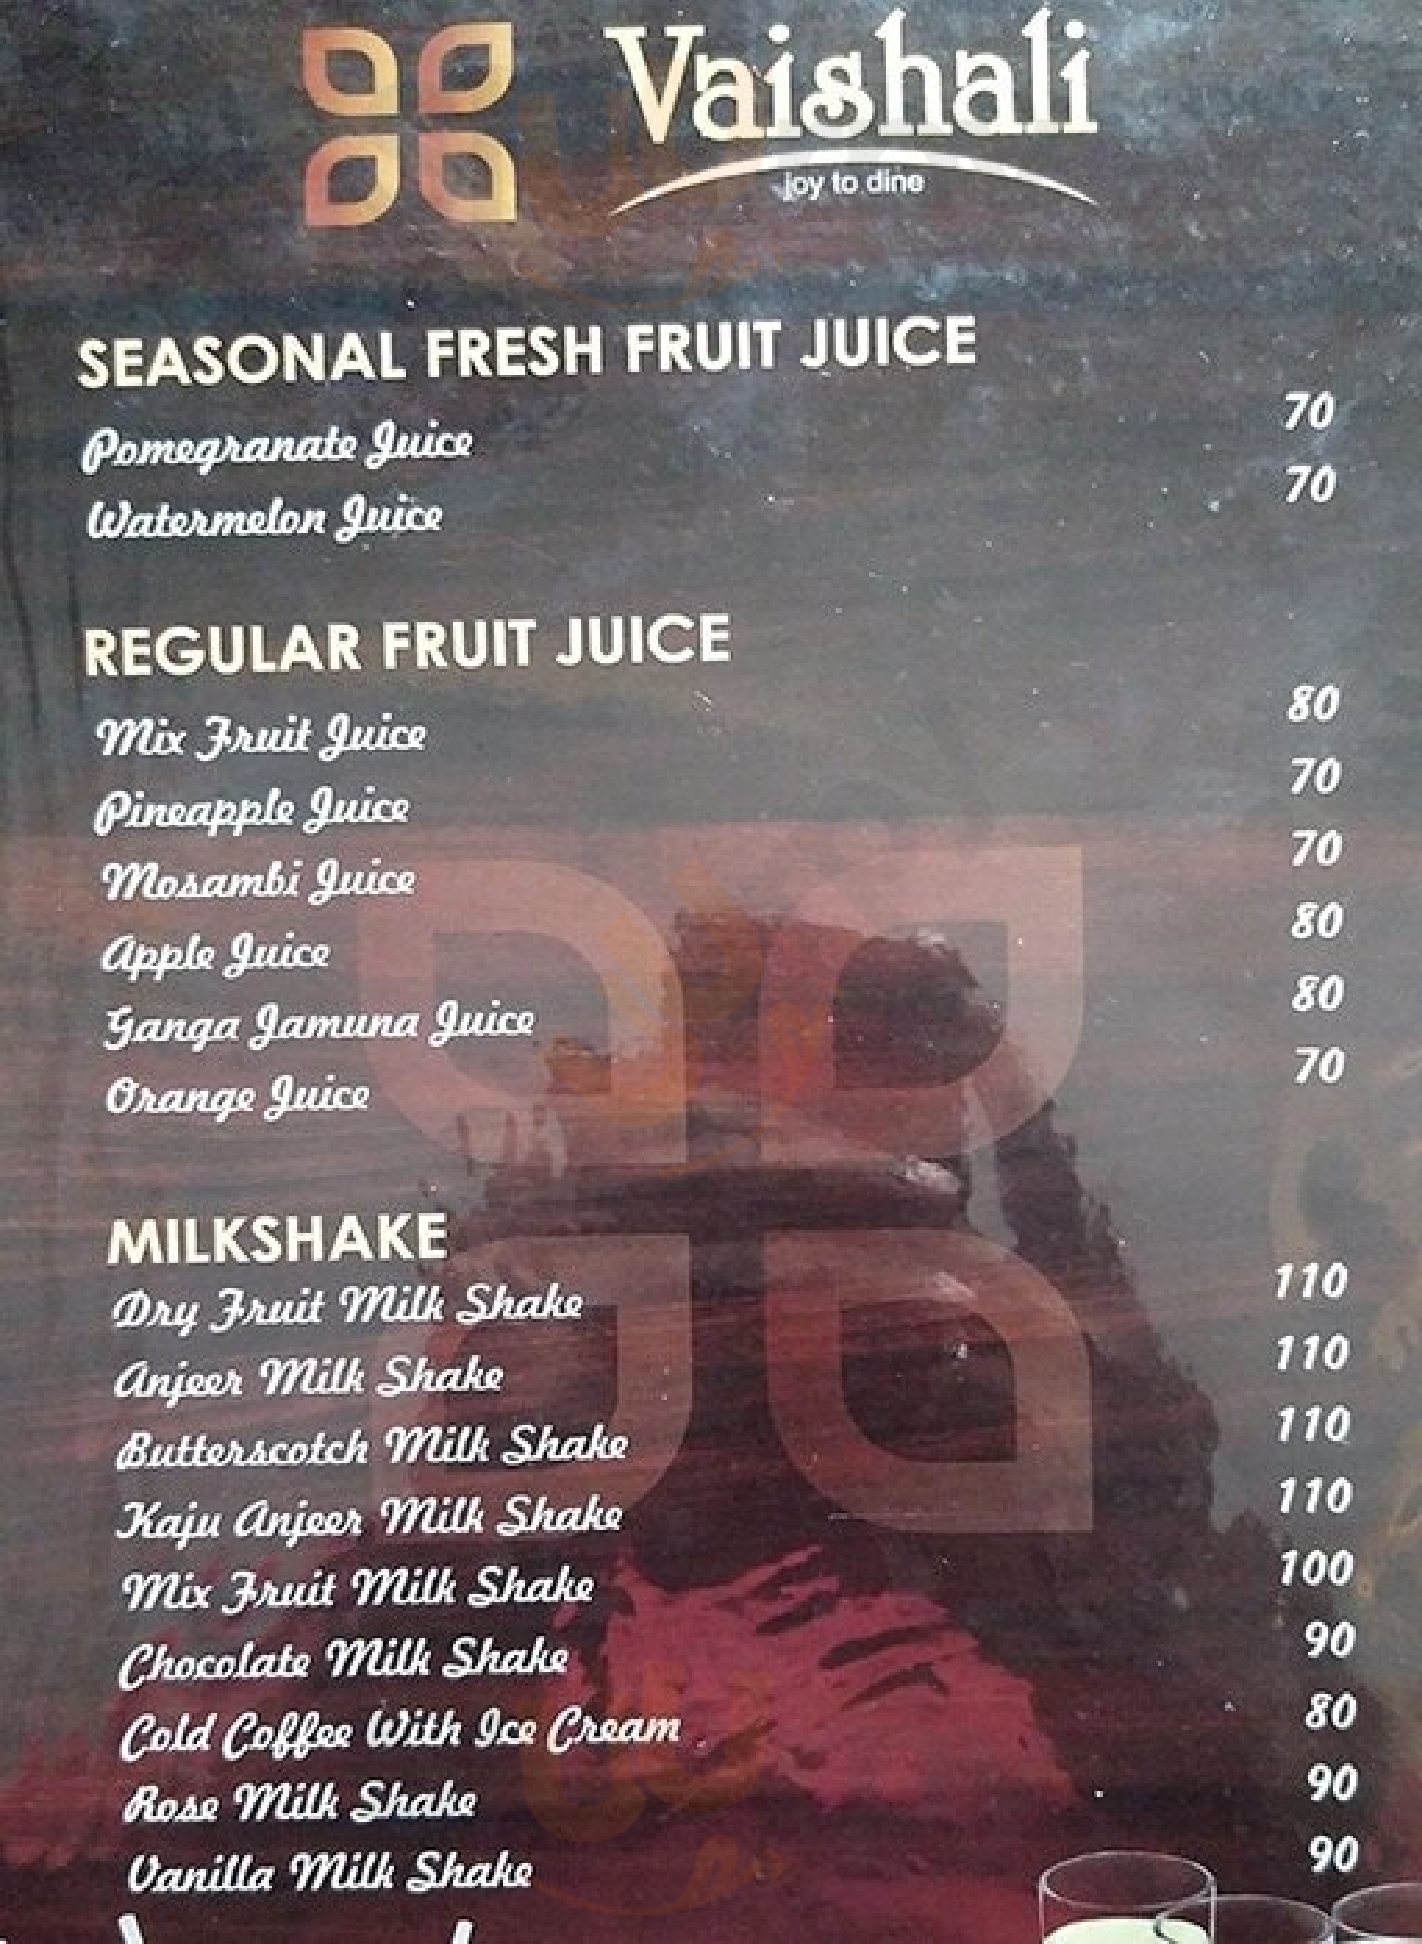 Vaishali
joy to dine
SEASONAL FRESH FRUIT JUICE
Pomegranate Juice 70
Watermelon Juice 70
REGULAR FRUIT JUICE
Mix Fruit Juice 80
Pineapple Juice 70
Mosambi Juice 70
Apple Juice 80
Ganga Jamuna Juice 80
Orange Juice 70
MILKSHAKE
Dry Fruit Milk Shake 110
Anjeer Milk Shake 110
Butterscotch Milk Shake 110
Kaju Anjeer Milk Shake 110
Mix Fruit Milk Shake 100
Chocolate Milk Shake 90
Cold Coffee With Ice Cream 80
Rose Milk Shake 90
Vanilla Milk Shake 90